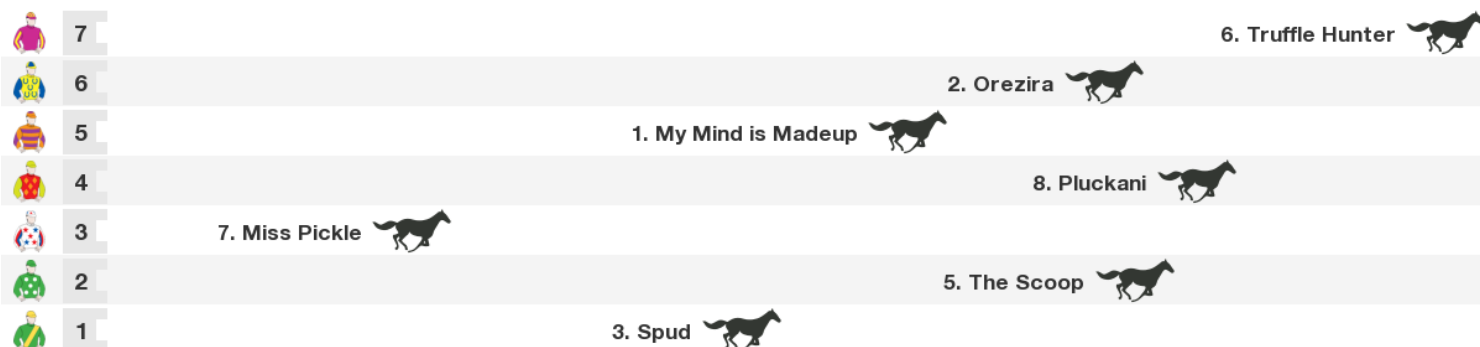 7 6. Truffle Hunter
6 2. Orezira
5 1. My Mind is Madeup
4 8. Pluckani
3 7. Miss Pickle
2 5. The Scoop
1 3. Spud